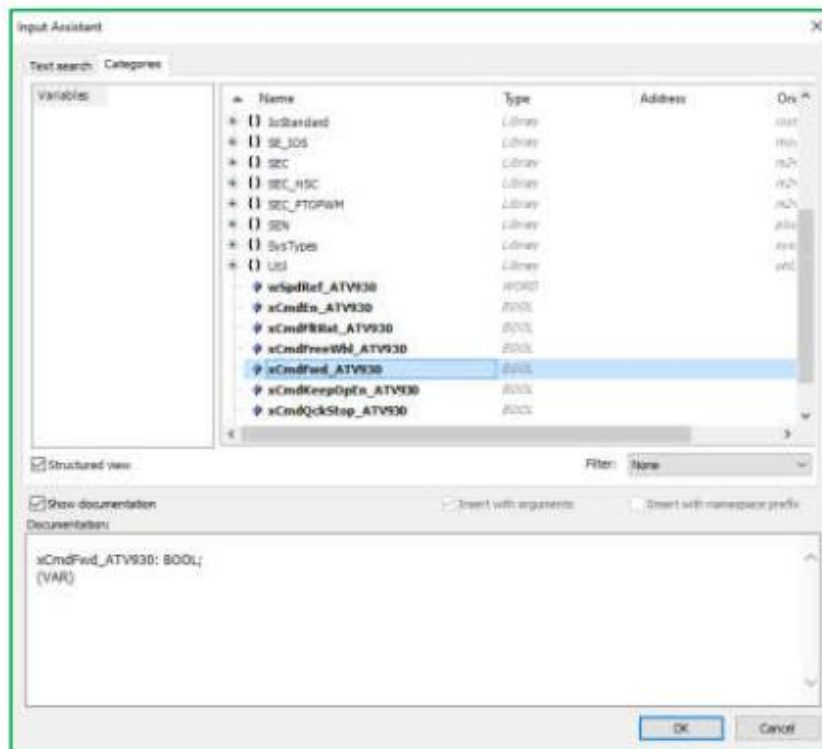 Input Assistant
Text search Categories
Variables
Name Type Address
IoStandard Library
SE_IOS Library
SEC Library
SEC_HSC Library
SEC_PTOPWM Library
SEN Library
SysTypes Library
Util Library
wSpdRef_ATV930 WORD
xCmdEn_ATV930 BOOL
xCmdFltRst_ATV930 BOOL
xCmdFreeWhl_ATV930 BOOL
xCmdFwd_ATV930 BOOL
xCmdKeepOpEn_ATV930 BOOL
xCmdQckStop_ATV930 BOOL
Structured view Filter: None
Show documentation Insert with arguments Insert with namespace prefix
Documentation:
xCmdFwd_ATV930: BOOL;
(VAR)
OK Cancel